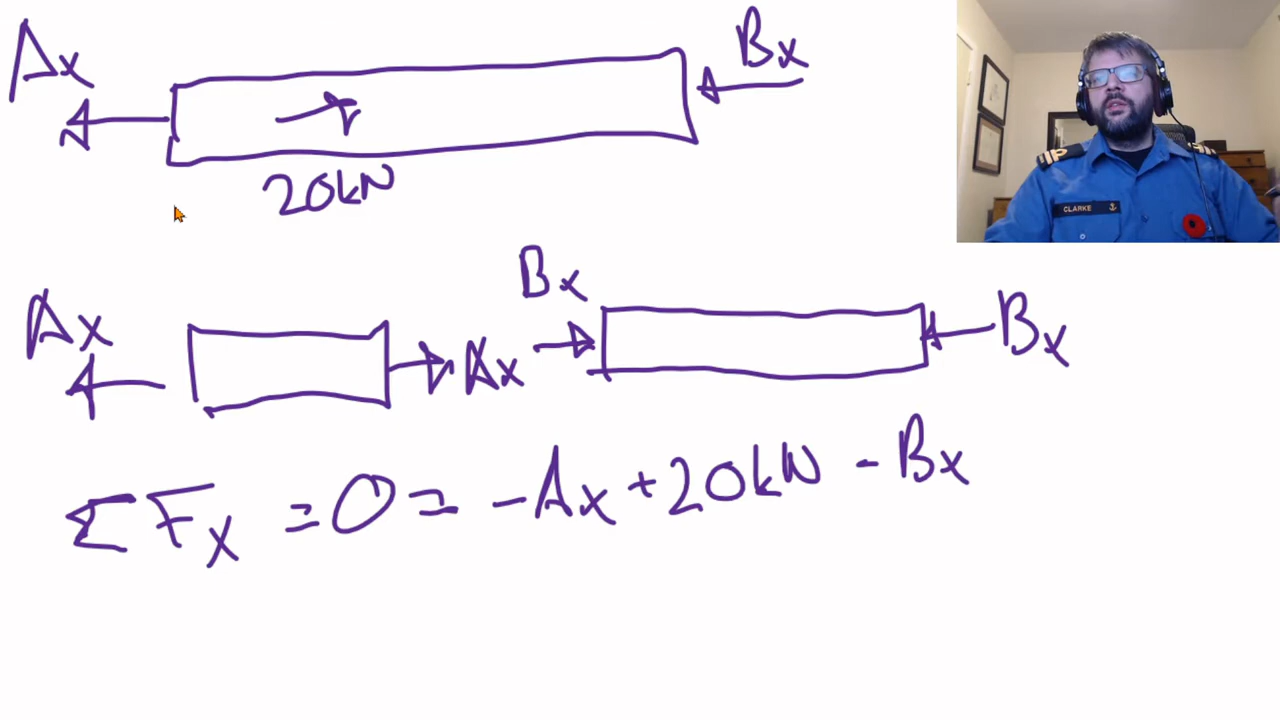 Ax
Bx
20kN
CLARKE
Bx
Ax
Ax
Bx
ΣFx = 0 = -Ax + 20kN - Bx